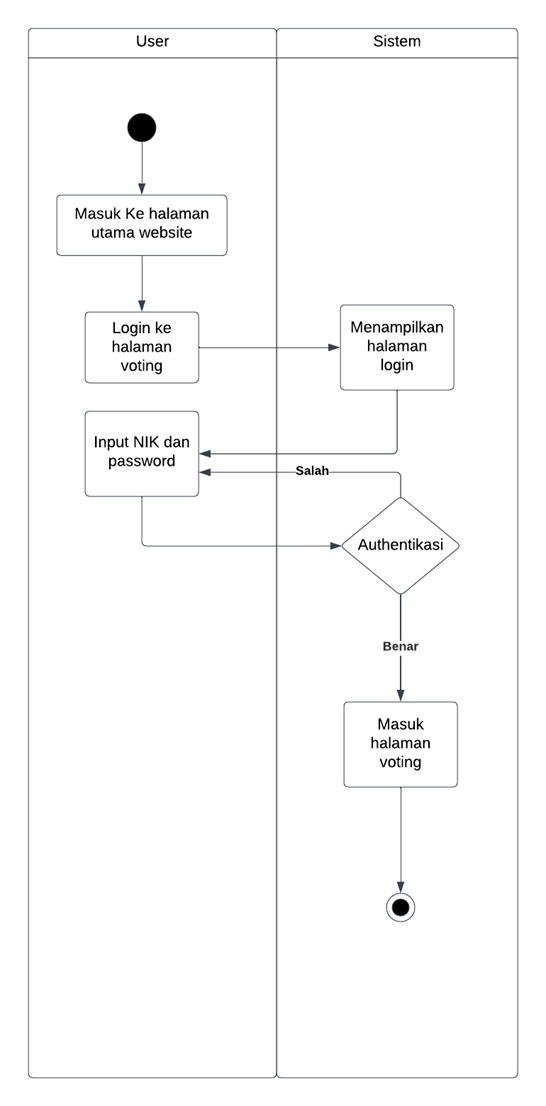 User
Sistem
Masuk Ke halaman
utama website
Login ke
halaman
voting
Menampilkan
halaman
login
Input NIK dan
password
Salah
Authentikasi
Benar
Masuk
halaman
voting